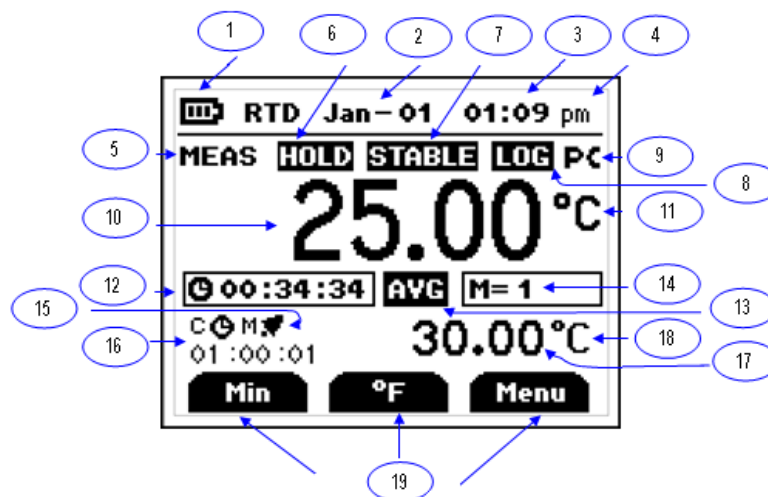 1 6 2 7 3 4
RTD Jan-01 01:09 pm
5 MEAS HOLD STABLE LOG PC 9
8
10 25.00 °C 11
12 00:34:34 AVG M= 1 14
13
15 C M
16 01:00:01 30.00 °C 18
17
Min °F Menu
19